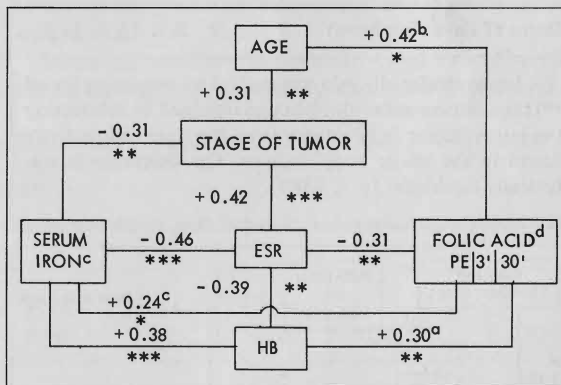 AGE
+ 0.42b.
*
+ 0.31 **
- 0.31
**
STAGE OF TUMOR
+ 0.42 ***
SERUM
IRONc
- 0.46
***
ESR
- 0.31
**
FOLIC ACIDd
PE|3'|30'
- 0.39 **
+ 0.24c
*
+ 0.38
***
HB
+ 0.30a
**